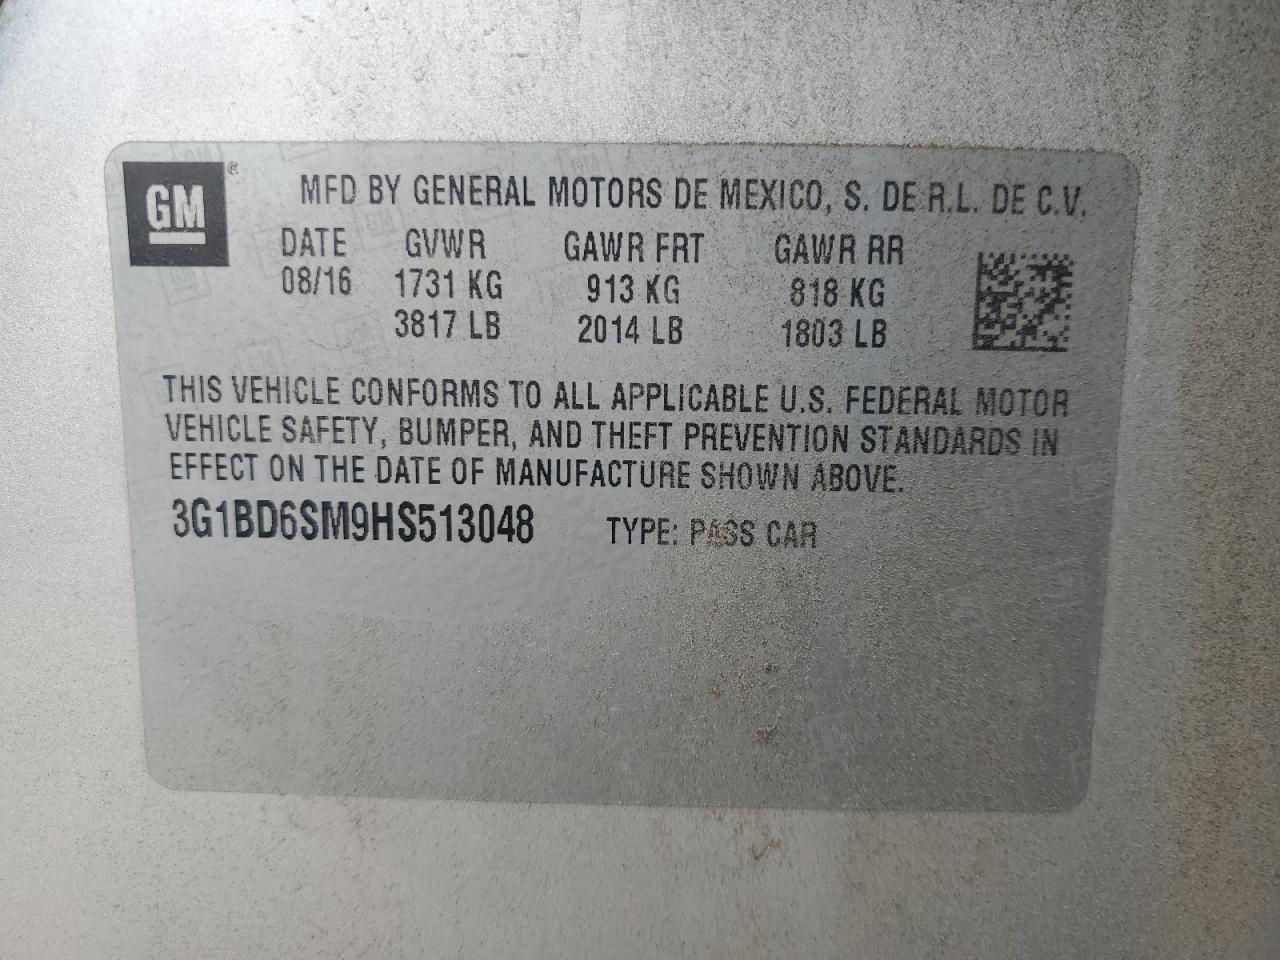 GM ®
MFD BY GENERAL MOTORS DE MEXICO, S. DE R.L. DE C.V.
DATE GVWR GAWR FRT GAWR RR
08/16 1731 KG 913 KG 818 KG
3817 LB 2014 LB 1803 LB
THIS VEHICLE CONFORMS TO ALL APPLICABLE U.S. FEDERAL MOTOR
VEHICLE SAFETY, BUMPER, AND THEFT PREVENTION STANDARDS IN
EFFECT ON THE DATE OF MANUFACTURE SHOWN ABOVE.
3G1BD6SM9HS513048 TYPE: PASS CAR